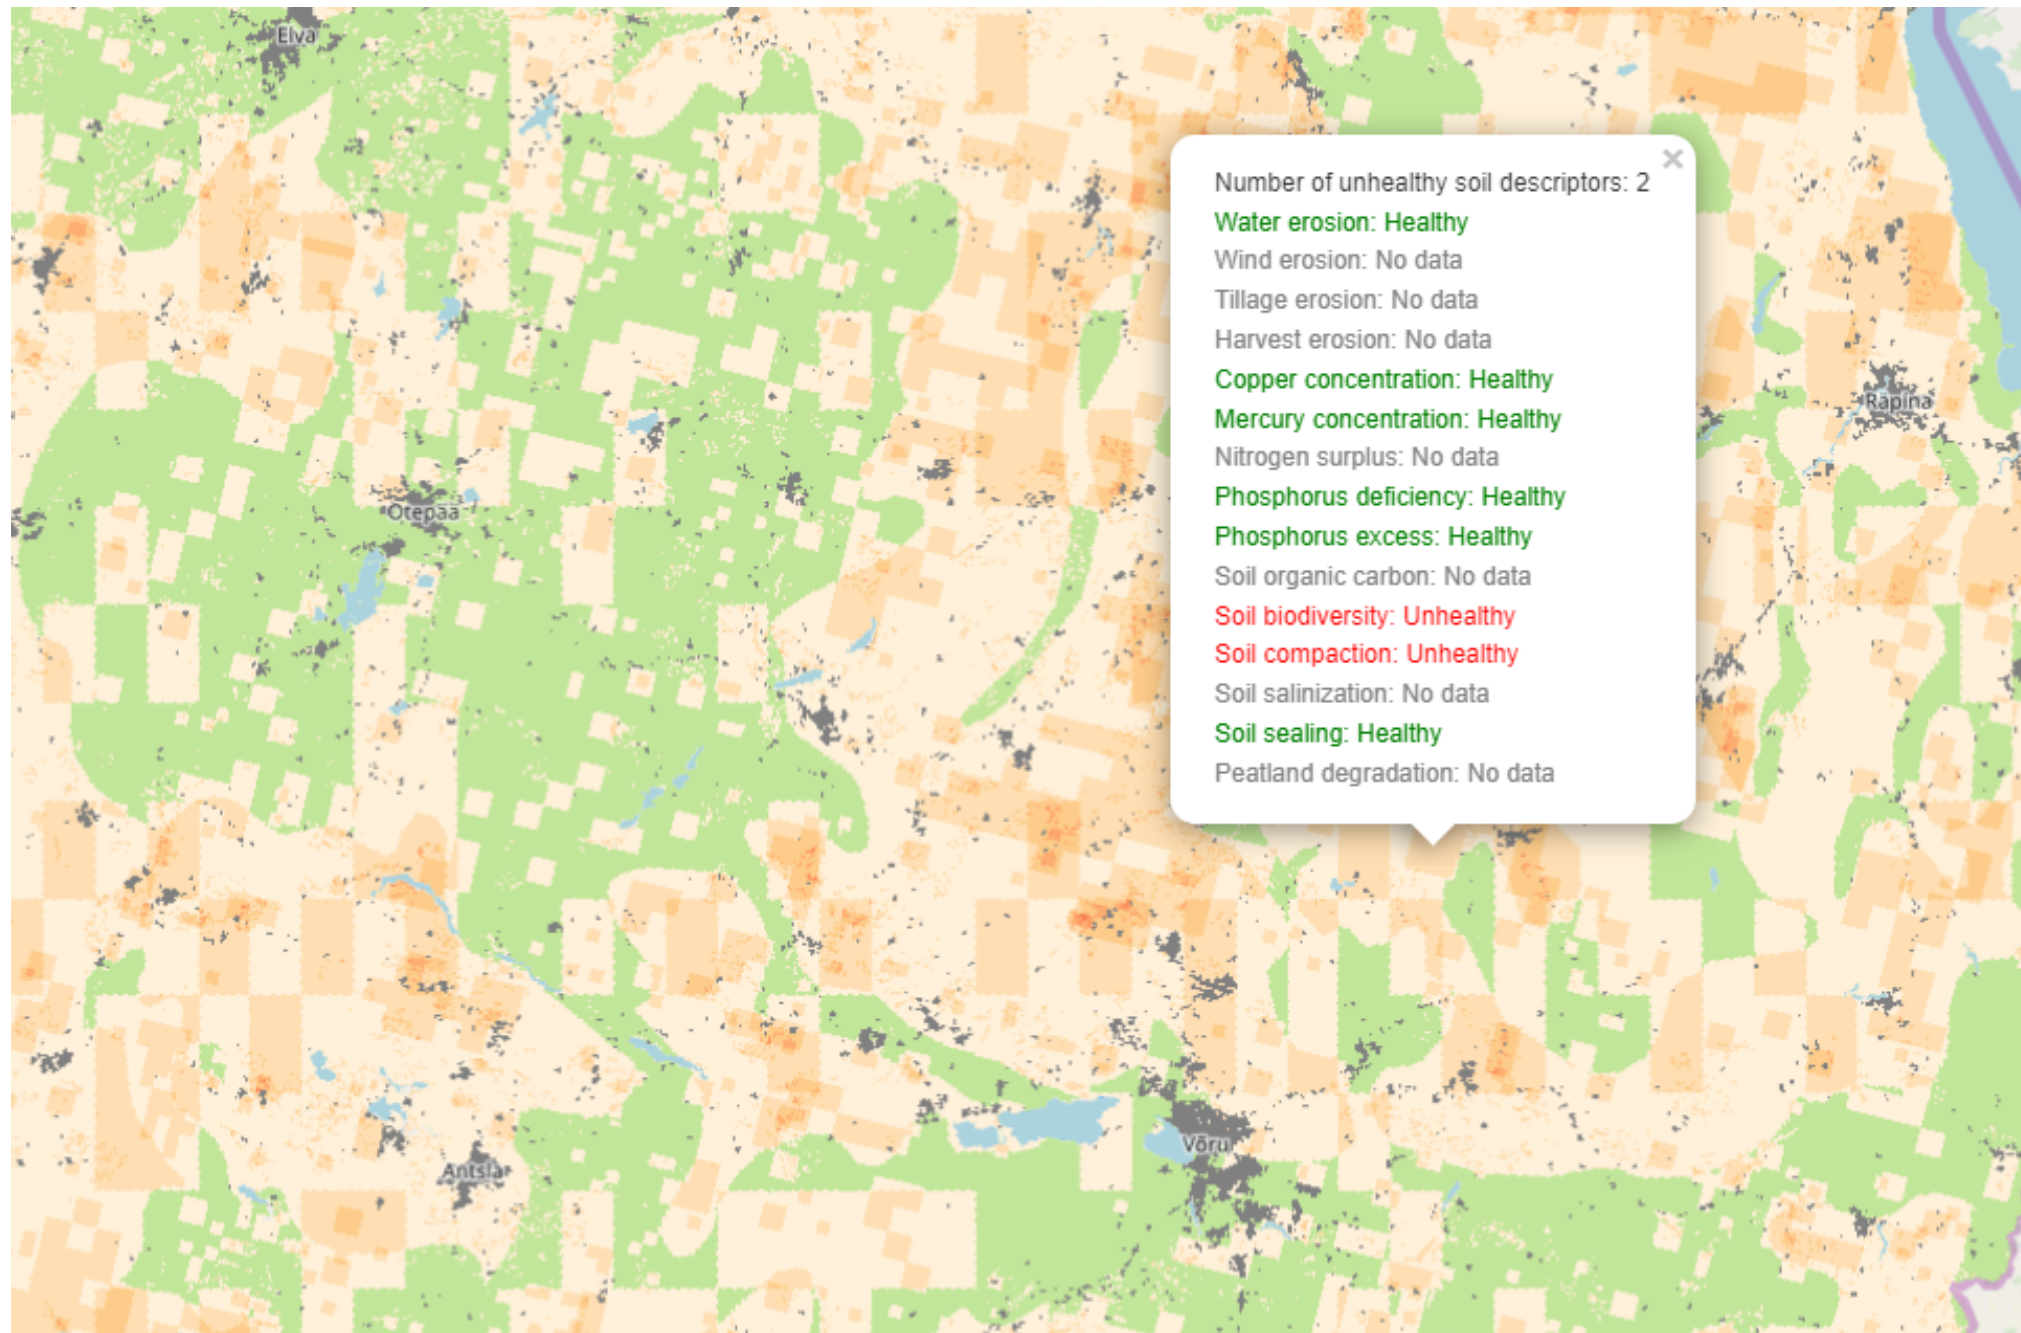 Elva
×
Number of unhealthy soil descriptors: 2
Water erosion: Healthy
Wind erosion: No data
Tillage erosion: No data
Harvest erosion: No data
Copper concentration: Healthy
Mercury concentration: Healthy
Nitrogen surplus: No data
Phosphorus deficiency: Healthy
Phosphorus excess: Healthy
Soil organic carbon: No data
Soil biodiversity: Unhealthy
Soil compaction: Unhealthy
Soil salinization: No data
Soil sealing: Healthy
Peatland degradation: No data
Räpina
Otepää
Võru
Antsla